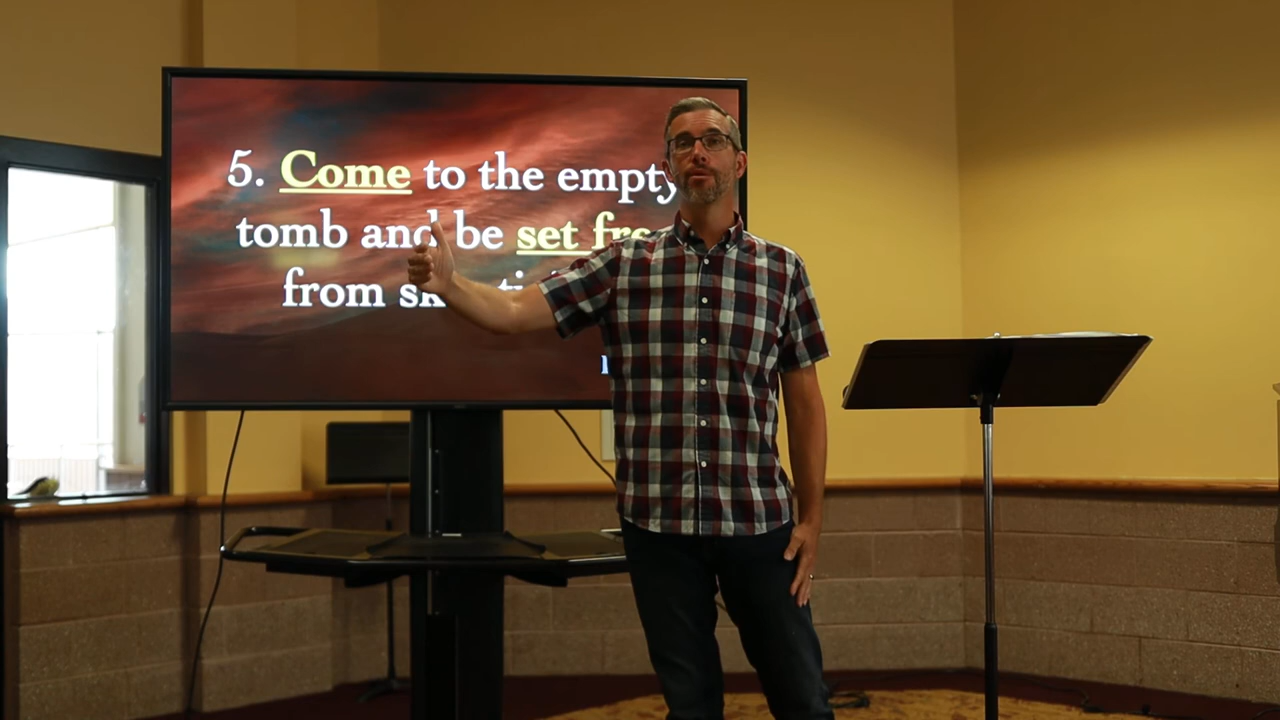 5. Come to the empty
tomb and be set
from